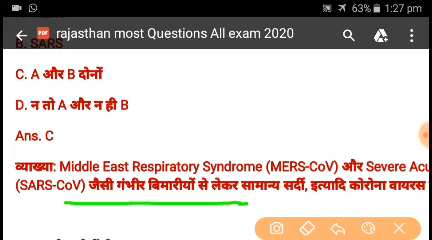 63% 1:27 pm
rajasthan most Questions All exam 2020
B. SARS
C. A और B दोनों
D. न तो A और न ही B
Ans. C
व्याख्या: Middle East Respiratory Syndrome (MERS-CoV) और Severe Acu
(SARS-CoV) जैसी गंभीर बिमारीयों से लेकर सामान्य सर्दी, इत्यादि कोरोना वायरस